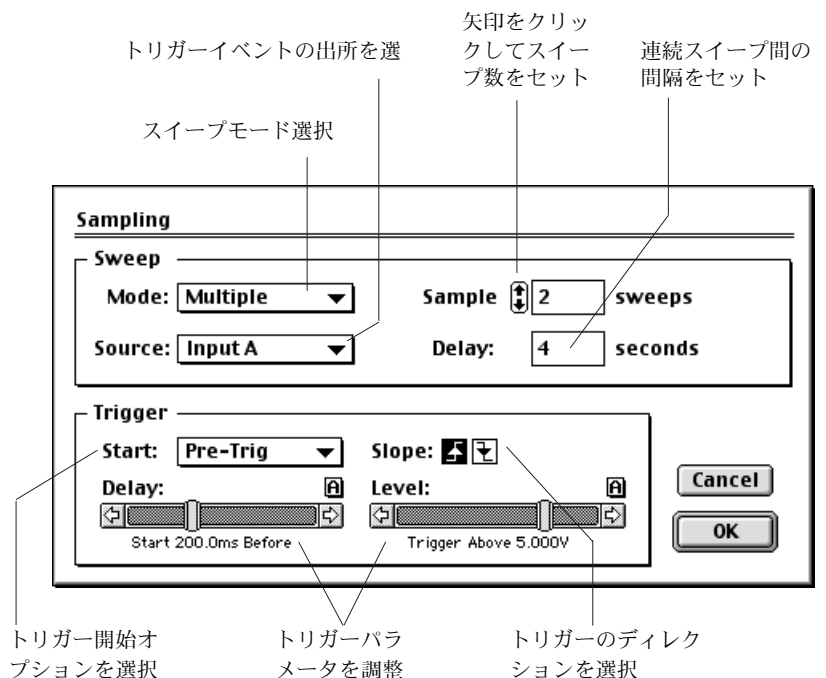 矢印をクリッ
クしてスイー
プ数をセット
トリガーイベントの出所を選
連続スイープ間の
間隔をセット
スイープモード選択
Sampling
Sweep
Mode: Multiple
Sample 2 sweeps
Source: Input A
Delay: 4 seconds
Trigger
Start: Pre-Trig
Slope:
Delay: A
Level: A
Start 200.0ms Before
Trigger Above 5.000V
Cancel
OK
トリガー開始オ
プションを選択
トリガーパラ
メータを調整
トリガーのディレク
ションを選択